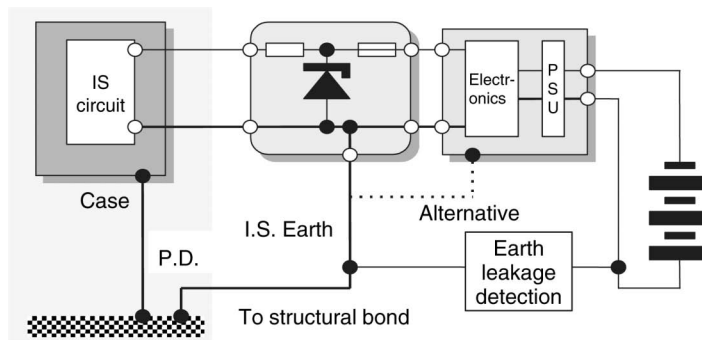 IS
circuit
Electr-
onics
P
S
U
Case
I.S. Earth
Alternative
P.D.
Earth
leakage
detection
To structural bond